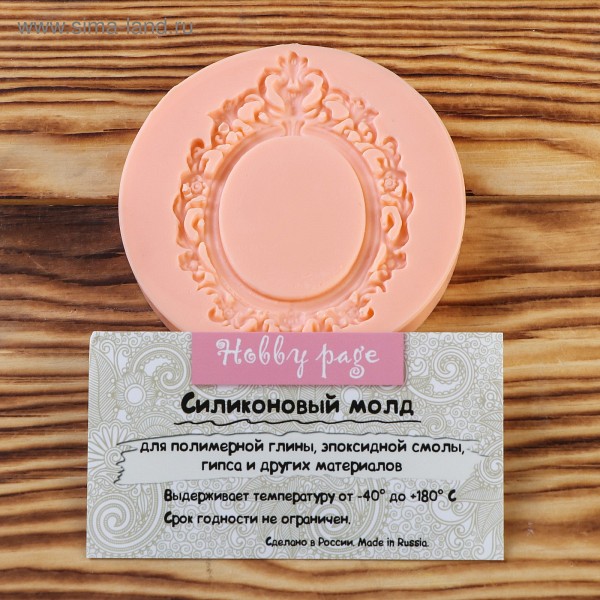 www.sima-land.ru
Hobby page
Силиконовый молд
для полимерной глины, эпоксидной смолы,
гипса и других материалов
Выдерживает температуру от -40° до +180° С
Срок годности не ограничен.
Сделано в России. Made in Russia.